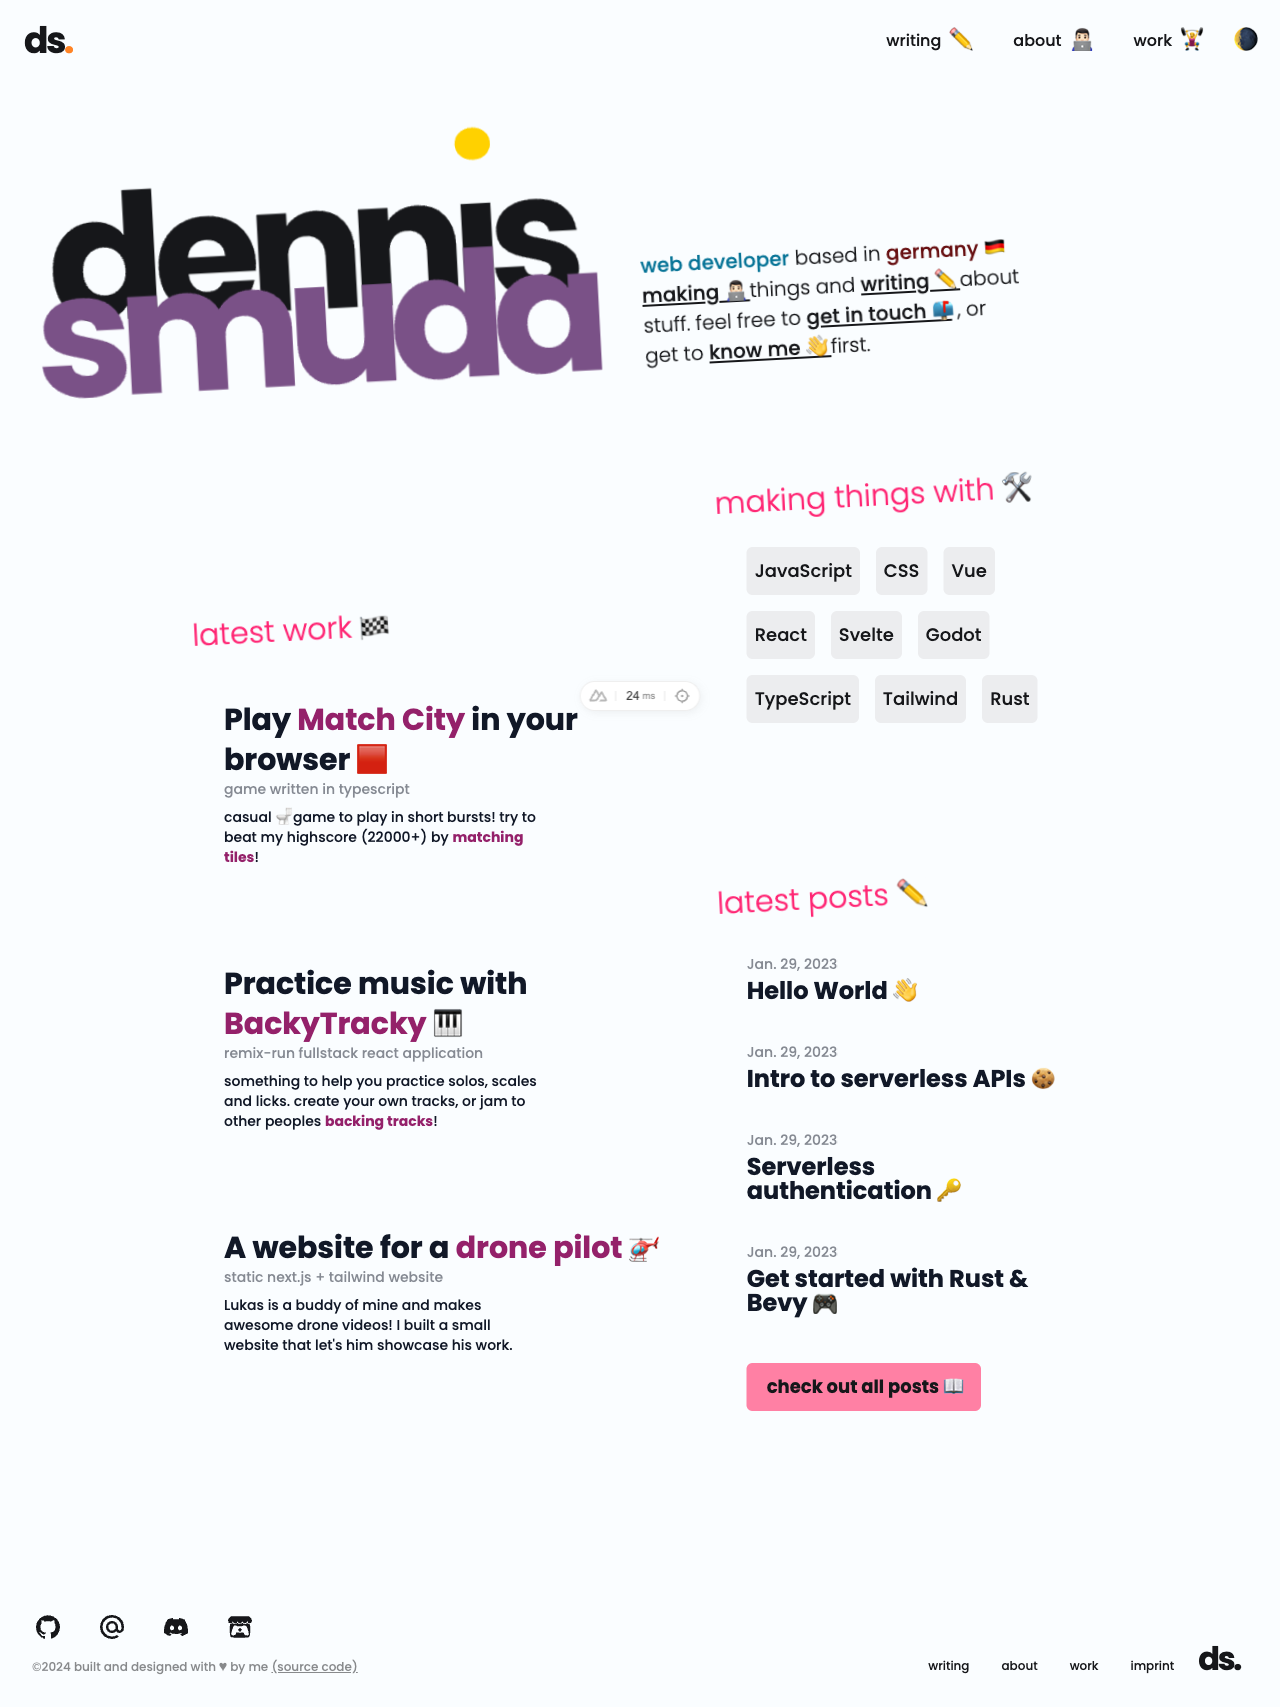 ds.
writing ✏️ about 👨🏻‍💻 work 🏋🏻‍♂️ 🌘
dennis
smuda
web developer based in germany 🇩🇪
making 👨🏻‍💻 things and writing ✏️ about
stuff. feel free to get in touch 📬, or
get to know me 👋 first.
making things with 🛠️
JavaScript CSS Vue
React Svelte Godot
TypeScript Tailwind Rust
latest work 🏁
24 ms
Play Match City in your
browser 🟥
game written in typescript
casual 🚽 game to play in short bursts! try to
beat my highscore (22000+) by matching
tiles!
Practice music with
BackyTracky 🎹
remix-run fullstack react application
something to help you practice solos, scales
and licks. create your own tracks, or jam to
other peoples backing tracks!
A website for a drone pilot 🚁
static next.js + tailwind website
Lukas is a buddy of mine and makes
awesome drone videos! I built a small
website that let's him showcase his work.
latest posts ✏️
Jan. 29, 2023
Hello World 👋
Jan. 29, 2023
Intro to serverless APIs 🍪
Jan. 29, 2023
Serverless
authentication 🔑
Jan. 29, 2023
Get started with Rust &
Bevy 🎮
check out all posts 📖
©2024 built and designed with ♥ by me (source code)
writing about work imprint ds.